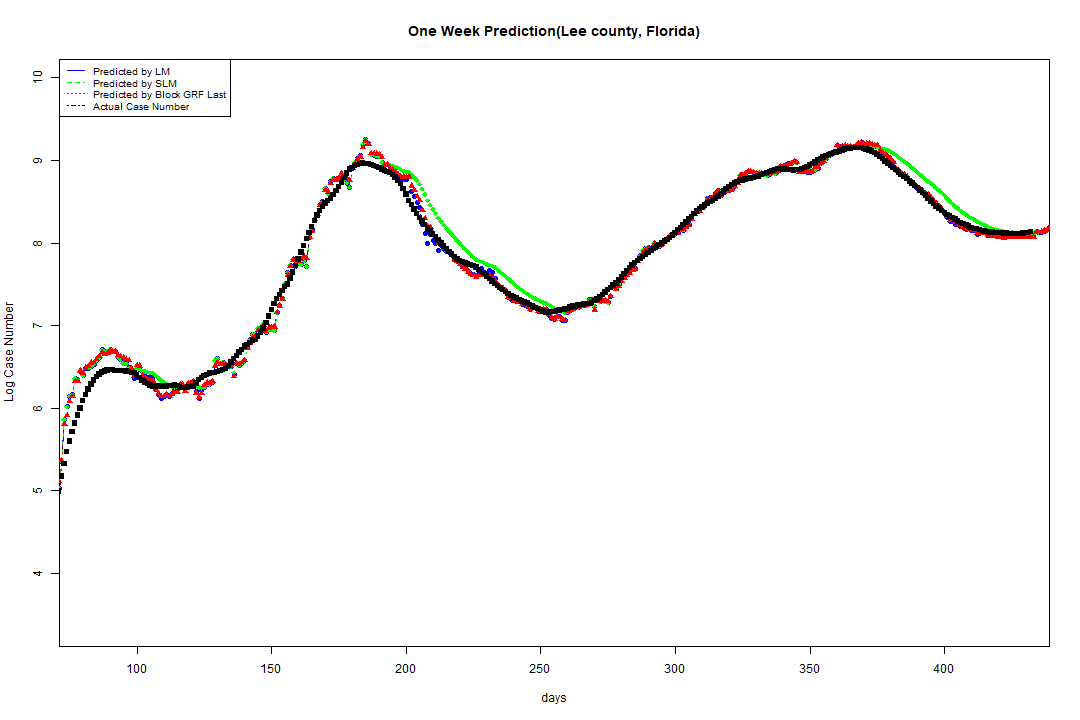 One Week Prediction(Lee county, Florida)
Predicted by LM
Predicted by SLM
Predicted by Block GRF Last
Actual Case Number
10
9
8
7
6
5
4
Log Case Number
100 150 200 250 300 350 400
days